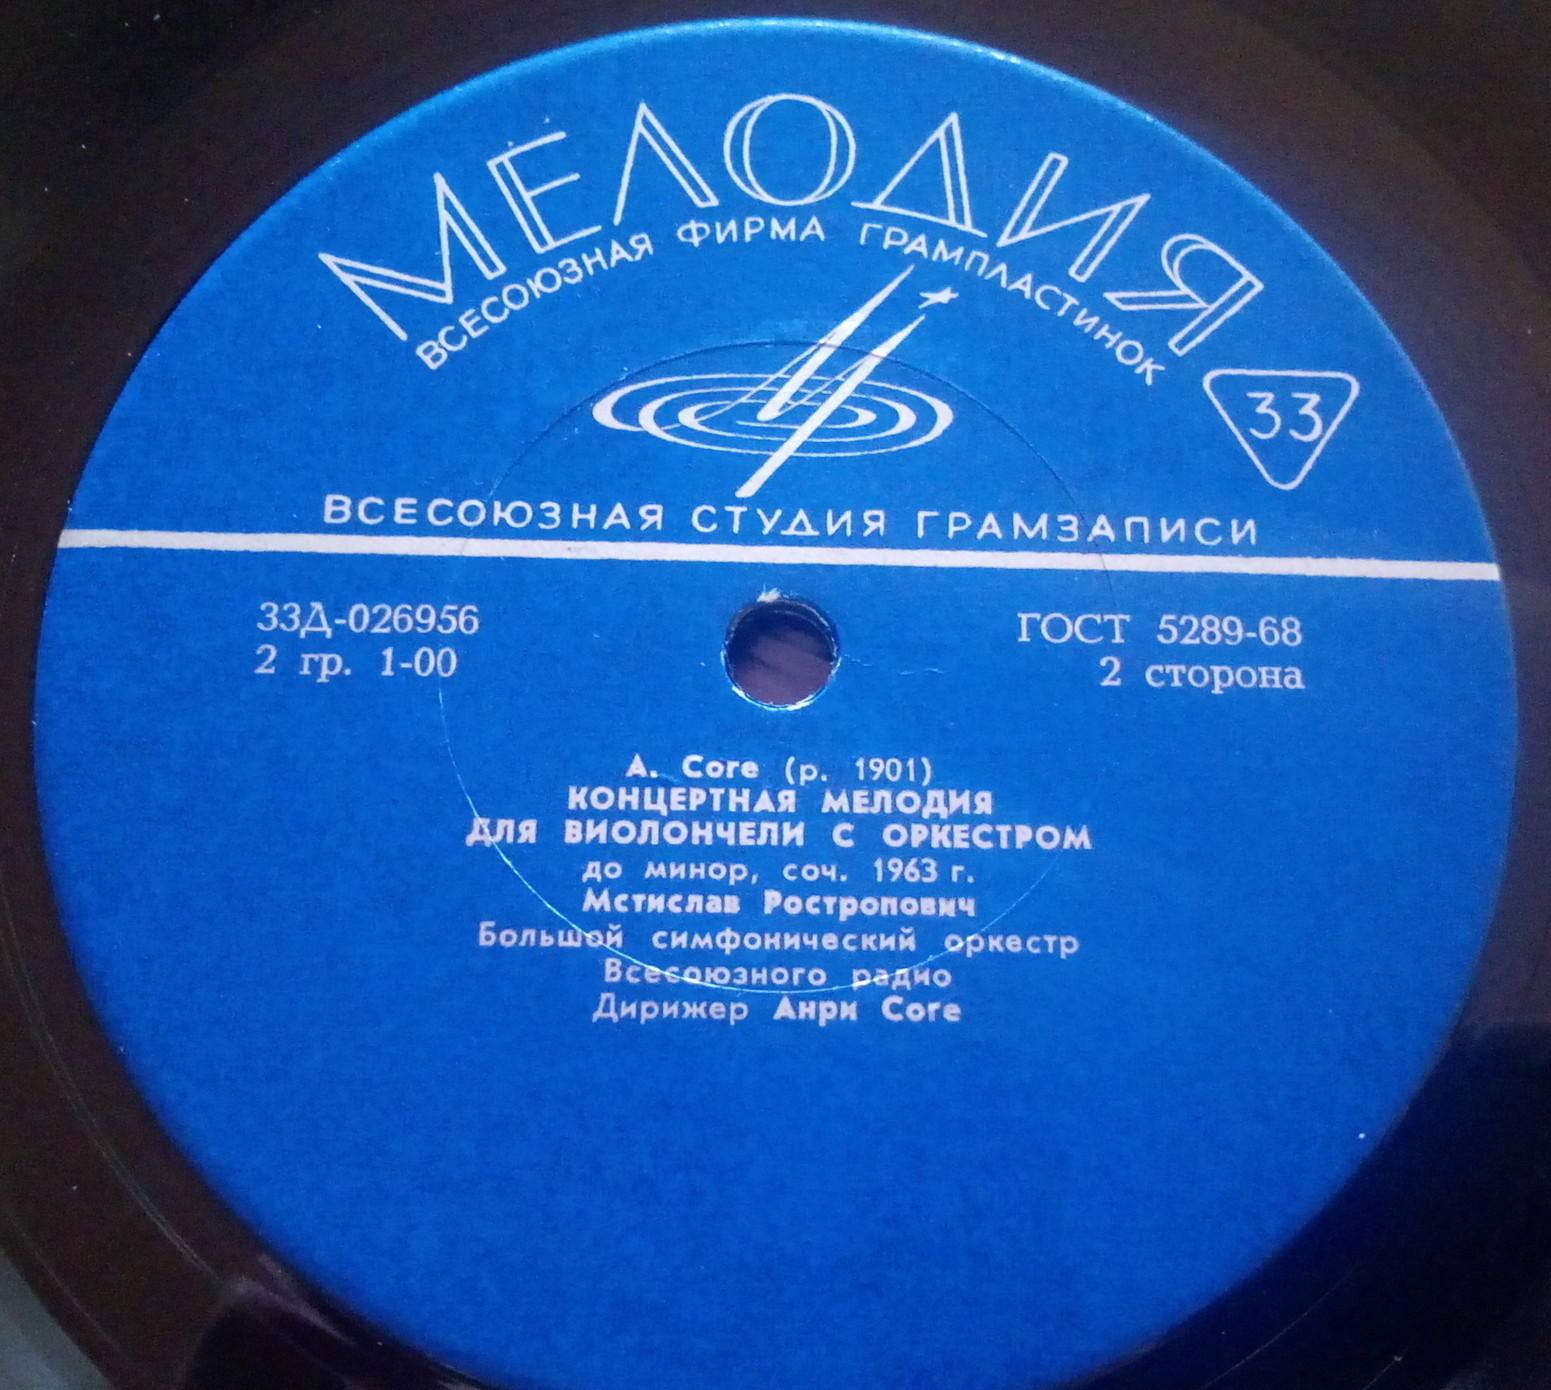 МЕЛОДИЯ
ВСЕСОЮЗНАЯ ФИРМА ГРАМПЛАСТИНОК
33
ВСЕСОЮЗНАЯ СТУДИЯ ГРАМЗАПИСИ
33Д-026956
2 гр. 1-00
ГОСТ 5289-68
2 сторона
А. Соге (р. 1901)
КОНЦЕРТНАЯ МЕЛОДИЯ
ДЛЯ ВИОЛОНЧЕЛИ С ОРКЕСТРОМ
до минор, соч. 1963 г.
Мстислав Ростропович
Большой симфонический оркестр
Всесоюзного радио
Дирижер Анри Соге